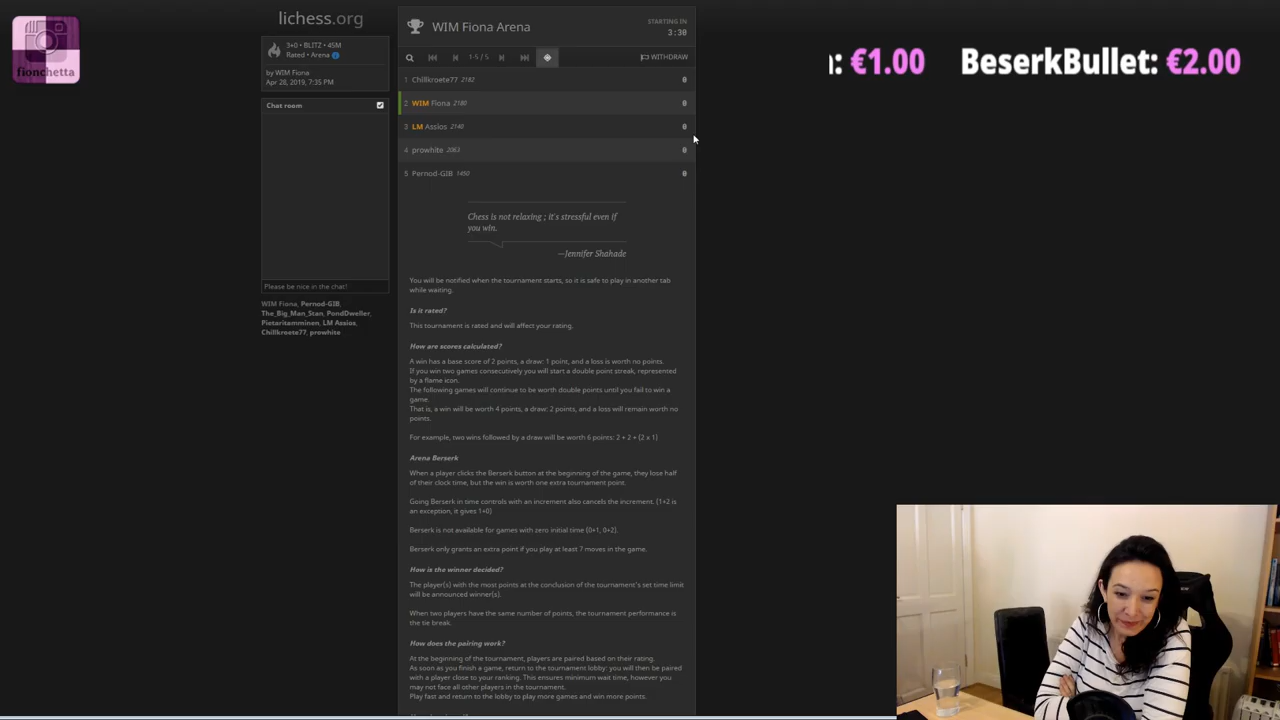 lichess.org
fionchetta
3+0 • BLITZ • 45M
Rated • Arena
by WIM Fiona
Apr 28, 2019, 7:35 PM
Chat room
Please be nice in the chat!
WIM Fiona, Pernod-GIB,
The_Big_Man_Stan, PondDweller,
Pietaritamminen, LM Assios,
Chillkroete77, prowhite
WIM Fiona Arena
STARTING IN
3:30
1-5 / 5
WITHDRAW
1 Chillkroete77 2182 0
2 WIM Fiona 2180 0
3 LM Assios 2140 0
4 prowhite 2063 0
5 Pernod-GIB 1450 0
Chess is not relaxing ; it's stressful even if
you win.
—Jennifer Shahade
You will be notified when the tournament starts, so it is safe to play in another tab
while waiting.
Is it rated?
This tournament is rated and will affect your rating.
How are scores calculated?
A win has a base score of 2 points, a draw: 1 point, and a loss is worth no points.
If you win two games consecutively you will start a double point streak, represented
by a flame icon.
The following games will continue to be worth double points until you fail to win a
game.
That is, a win will be worth 4 points, a draw: 2 points, and a loss will remain worth no
points.
For example, two wins followed by a draw will be worth 6 points: 2 + 2 + (2 x 1)
Arena Berserk
When a player clicks the Berserk button at the beginning of the game, they lose half
of their clock time, but the win is worth one extra tournament point.
Going Berserk in time controls with an increment also cancels the increment. (1+2 is
an exception, it gives 1+0)
Berserk is not available for games with zero initial time (0+1, 0+2).
Berserk only grants an extra point if you play at least 7 moves in the game.
How is the winner decided?
The player(s) with the most points at the conclusion of the tournament's set time limit
will be announced winner(s).
When two players have the same number of points, the tournament performance is
the tie break.
How does the pairing work?
At the beginning of the tournament, players are paired based on their rating.
As soon as you finish a game, return to the tournament lobby: you will then be paired
with a player close to your ranking. This ensures minimum wait time, however you
may not face all other players in the tournament.
Play fast and return to the lobby to play more games and win more points.
: €1.00 BeserkBullet: €2.00